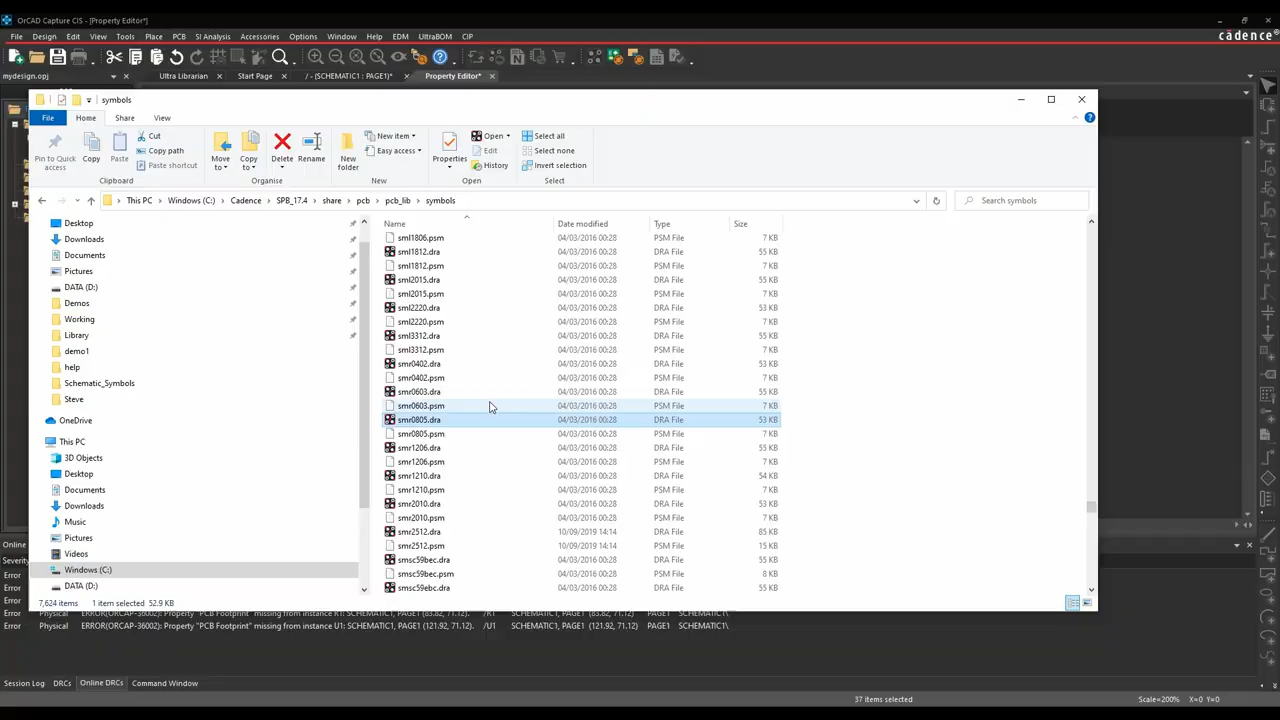 OrCAD Capture CIS - [Property Editor*]
File Design Edit View Tools Place PCB SI Analysis Accessories Options Window Help EDM UltraBOM CIP
cādence®
mydesign.opj
Ultra Librarian Start Page / - (SCHEMATIC1 : PAGE1)* Property Editor*
symbols
File Home Share View
Pin to Quick access
Copy
Paste
Cut
Copy path
Paste shortcut
Move to
Copy to
Delete
Rename
New folder
New item
Easy access
Properties
Open
Edit
History
Select all
Select none
Invert selection
Clipboard Organise New Open Select
This PC Windows (C:) Cadence SPB_17.4 share pcb pcb_lib symbols
Search symbols
Desktop
Downloads
Documents
Pictures
DATA (D:)
Demos
Working
Library
demo1
help
Schematic_Symbols
Steve
OneDrive
This PC
3D Objects
Desktop
Documents
Downloads
Music
Pictures
Videos
Windows (C:)
DATA (D:)
Name Date modified Type Size
sml1806.psm 04/03/2016 00:28 PSM File 7 KB
sml1812.dra 04/03/2016 00:28 DRA File 55 KB
sml1812.psm 04/03/2016 00:28 PSM File 7 KB
sml2015.dra 04/03/2016 00:28 DRA File 55 KB
sml2015.psm 04/03/2016 00:28 PSM File 7 KB
sml2220.dra 04/03/2016 00:28 DRA File 53 KB
sml2220.psm 04/03/2016 00:28 PSM File 7 KB
sml3312.dra 04/03/2016 00:28 DRA File 55 KB
sml3312.psm 04/03/2016 00:28 PSM File 7 KB
smr0402.dra 04/03/2016 00:28 DRA File 53 KB
smr0402.psm 04/03/2016 00:28 PSM File 7 KB
smr0603.dra 04/03/2016 00:28 DRA File 55 KB
smr0603.psm 04/03/2016 00:28 PSM File 7 KB
smr0805.dra 04/03/2016 00:28 DRA File 53 KB
smr0805.psm 04/03/2016 00:28 PSM File 7 KB
smr1206.dra 04/03/2016 00:28 DRA File 55 KB
smr1206.psm 04/03/2016 00:28 PSM File 7 KB
smr1210.dra 04/03/2016 00:28 DRA File 54 KB
smr1210.psm 04/03/2016 00:28 PSM File 7 KB
smr2010.dra 04/03/2016 00:28 DRA File 53 KB
smr2010.psm 04/03/2016 00:28 PSM File 7 KB
smr2512.dra 10/09/2019 14:14 DRA File 85 KB
smr2512.psm 10/09/2019 14:14 PSM File 15 KB
smsc59bec.dra 04/03/2016 00:28 DRA File 55 KB
smsc59bec.psm 04/03/2016 00:28 PSM File 8 KB
smsc59ebc.dra 04/03/2016 00:28 DRA File 55 KB
7,624 items 1 item selected 52.9 KB
Online
Severity
Error
Error
Error
Error Physical ERROR(ORCAP-36002): Property "PCB Footprint" missing from instance R1: SCHEMATIC1, PAGE1 (83.82, 71.12). /R1 SCHEMATIC1, PAGE1 (83.82, 71.12) SCHEMATIC1\
Error Physical ERROR(ORCAP-36002): Property "PCB Footprint" missing from instance U1: SCHEMATIC1, PAGE1 (121.92, 71.12). /U1 SCHEMATIC1, PAGE1 (121.92, 71.12) SCHEMATIC1\
Session Log DRCs Online DRCs Command Window
37 items selected Scale=200% X=0 Y=0